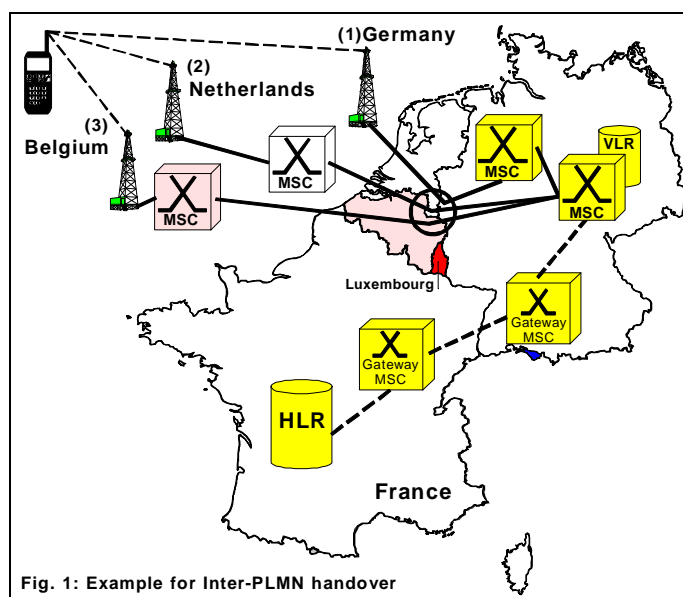 (1)Germany
(2)
Netherlands
(3)
Belgium
MSC
MSC
MSC
VLR
MSC
Luxembourg
Gateway
MSC
Gateway
MSC
HLR
France
Fig. 1: Example for Inter-PLMN handover